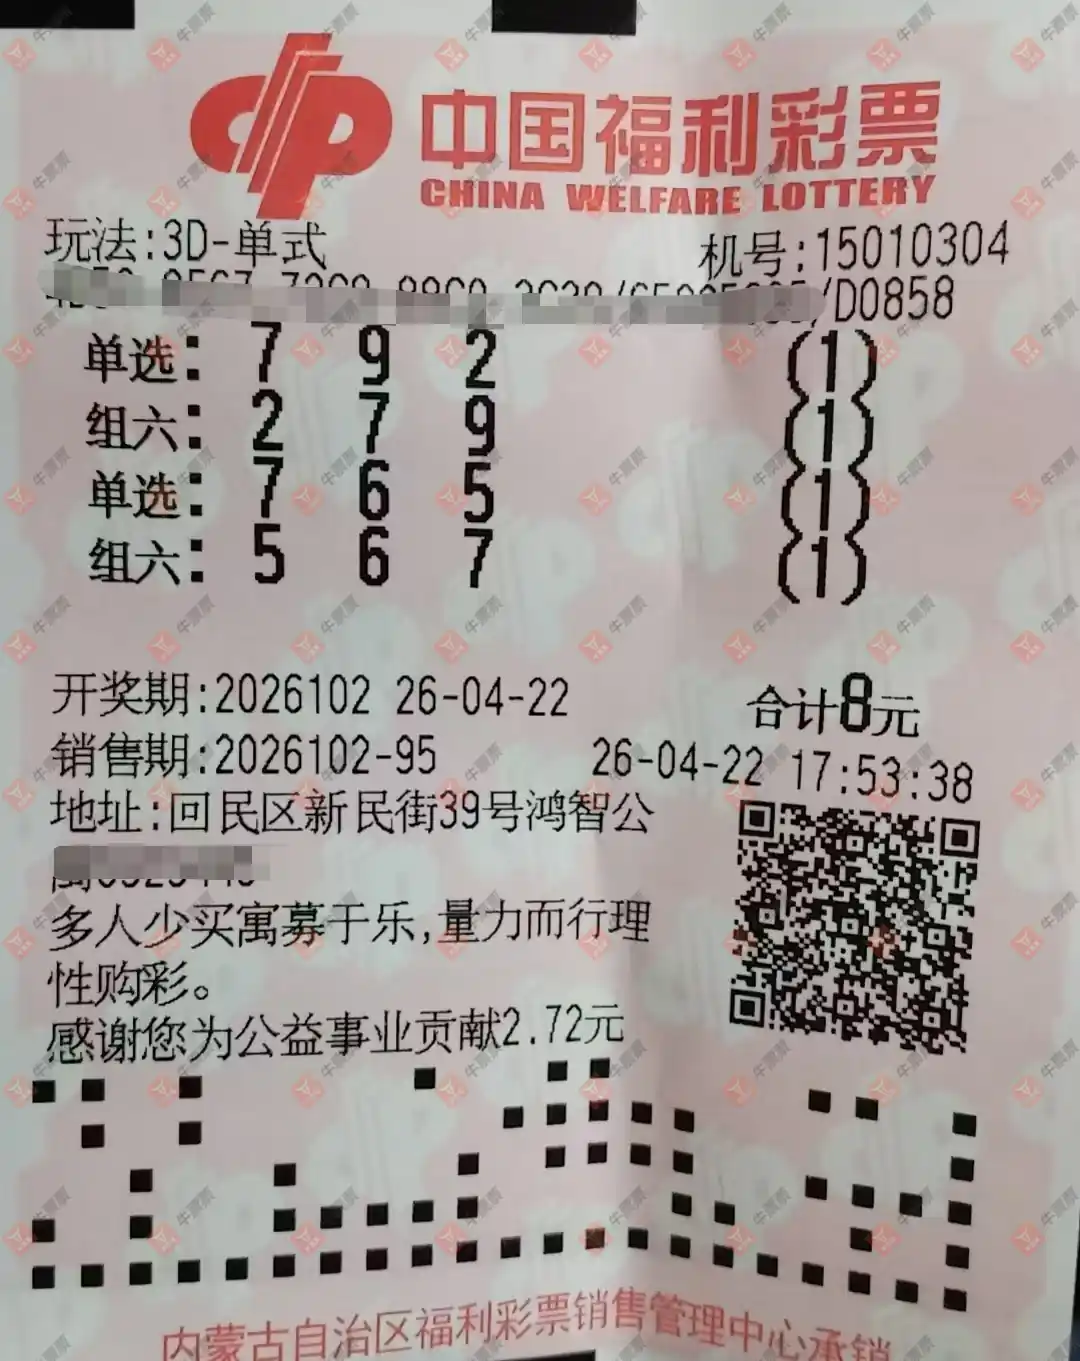 中国福利彩票
CHINA WELFARE LOTTERY
玩法:3D-单式 机号:15010304
/D0858
单选: 7 9 2 (1)
组六: 2 7 9 (1)
单选: 7 6 5 (1)
组六: 5 6 7 (1)
开奖期:2026102 26-04-22 合计8元
销售期:2026102-95 26-04-22 17:53:38
地址:回民区新民街39号鸿智公
多人少买寓募于乐,量力而行理
性购彩。
感谢您为公益事业贡献2.72元
内蒙古自治区福利彩票销售管理中心承销
牛票票